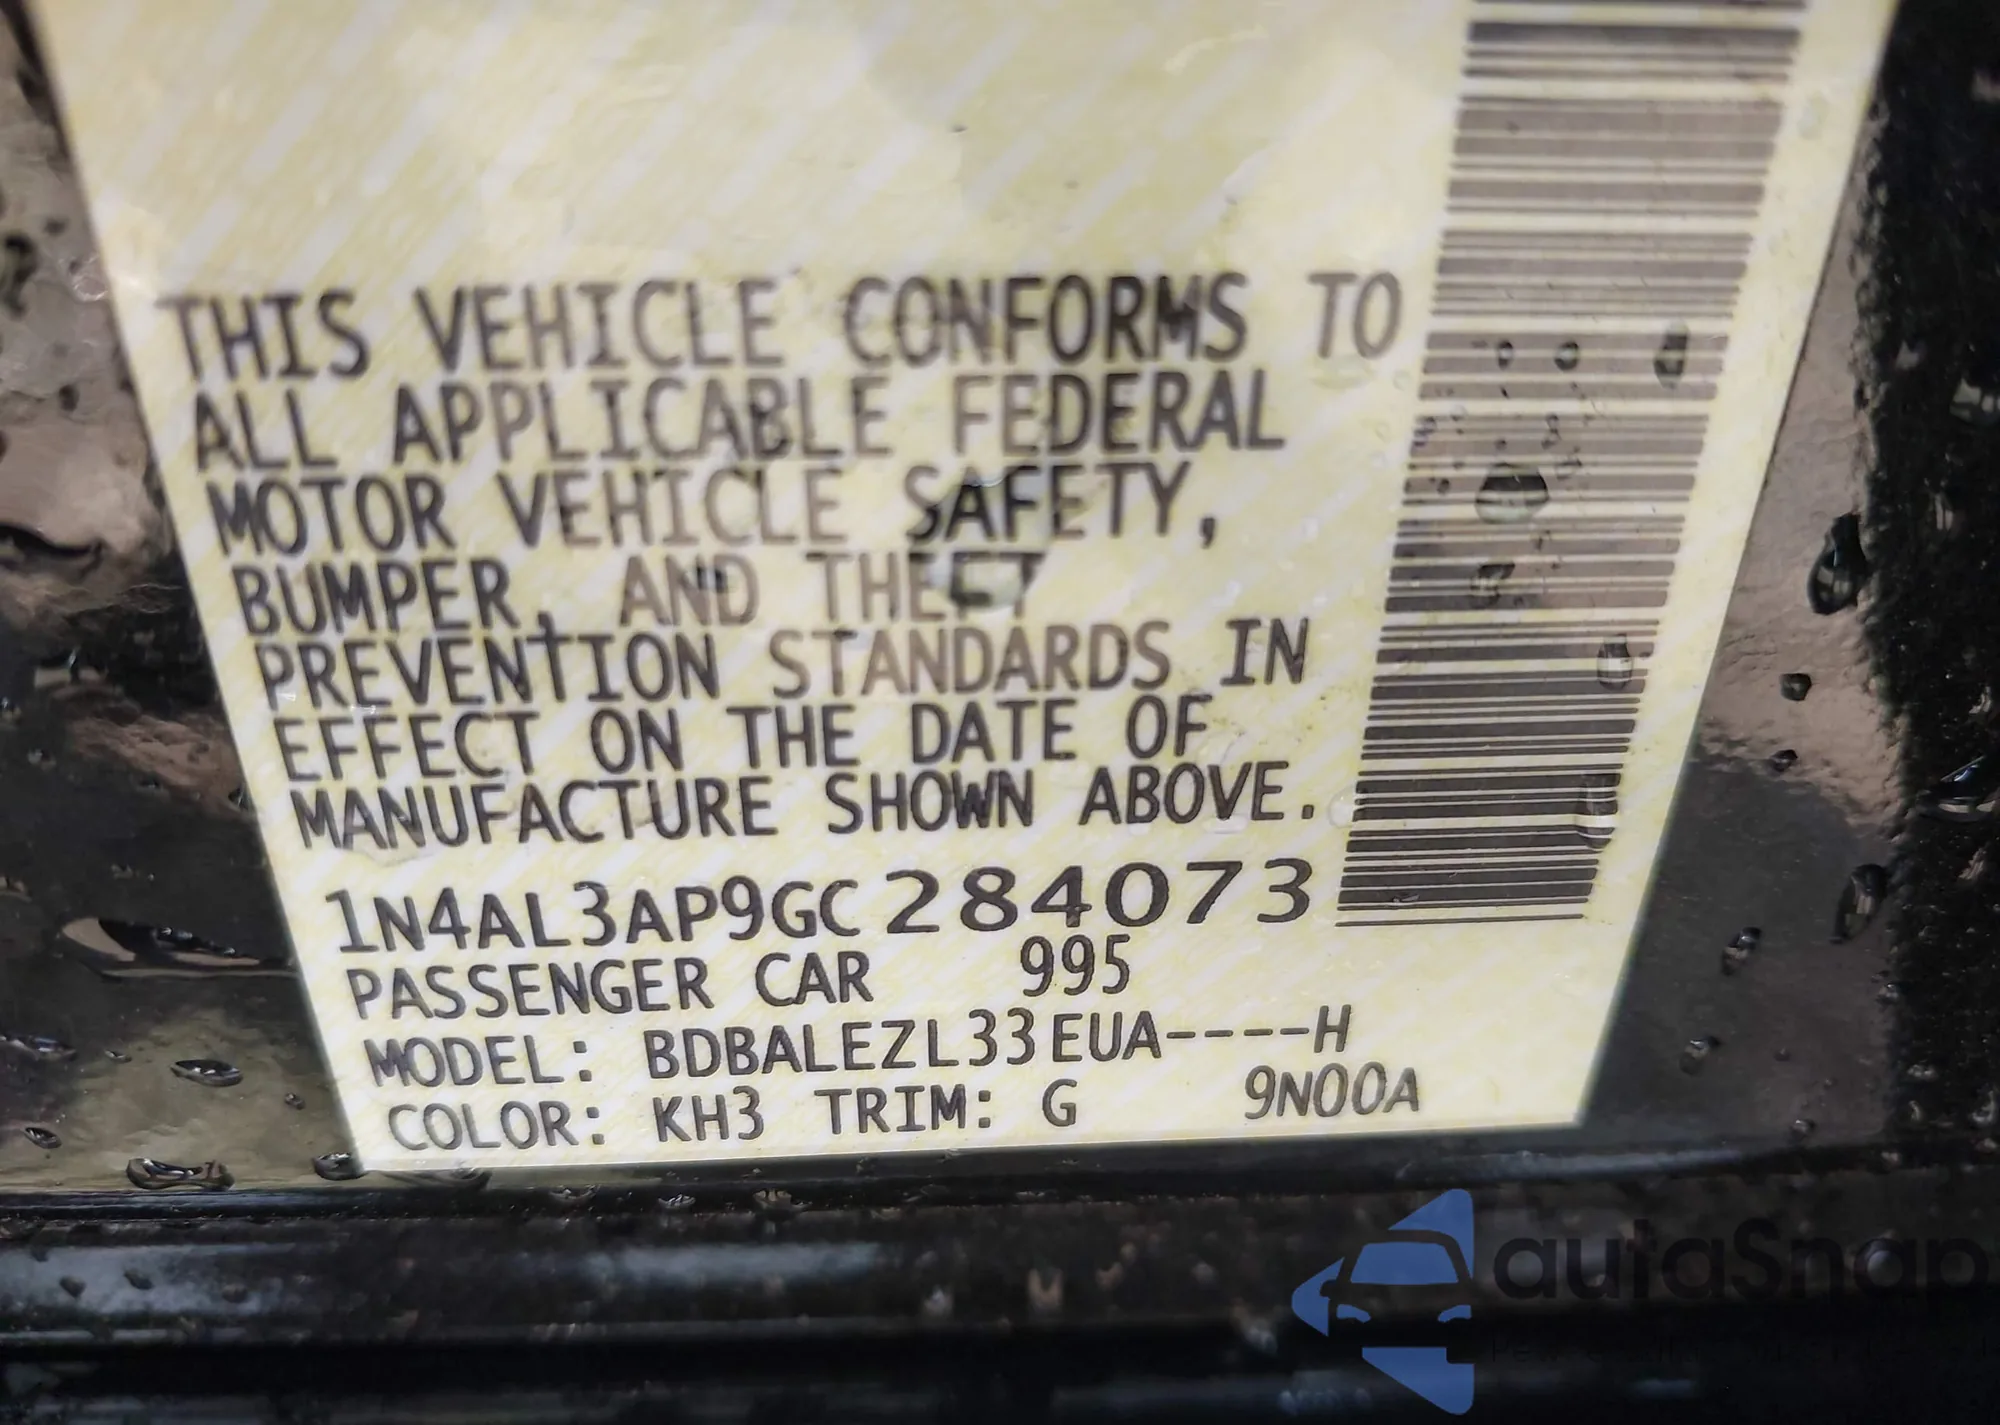 THIS VEHICLE CONFORMS TO
ALL APPLICABLE FEDERAL
MOTOR VEHICLE SAFETY,
BUMPER, AND THEFT
PREVENTION STANDARDS IN
EFFECT ON THE DATE OF
MANUFACTURE SHOWN ABOVE.
1N4AL3AP9GC284073
PASSENGER CAR 995
MODEL: BDBALEZL33EUA----H
COLOR: KH3 TRIM: G 9N00A
autaSnap